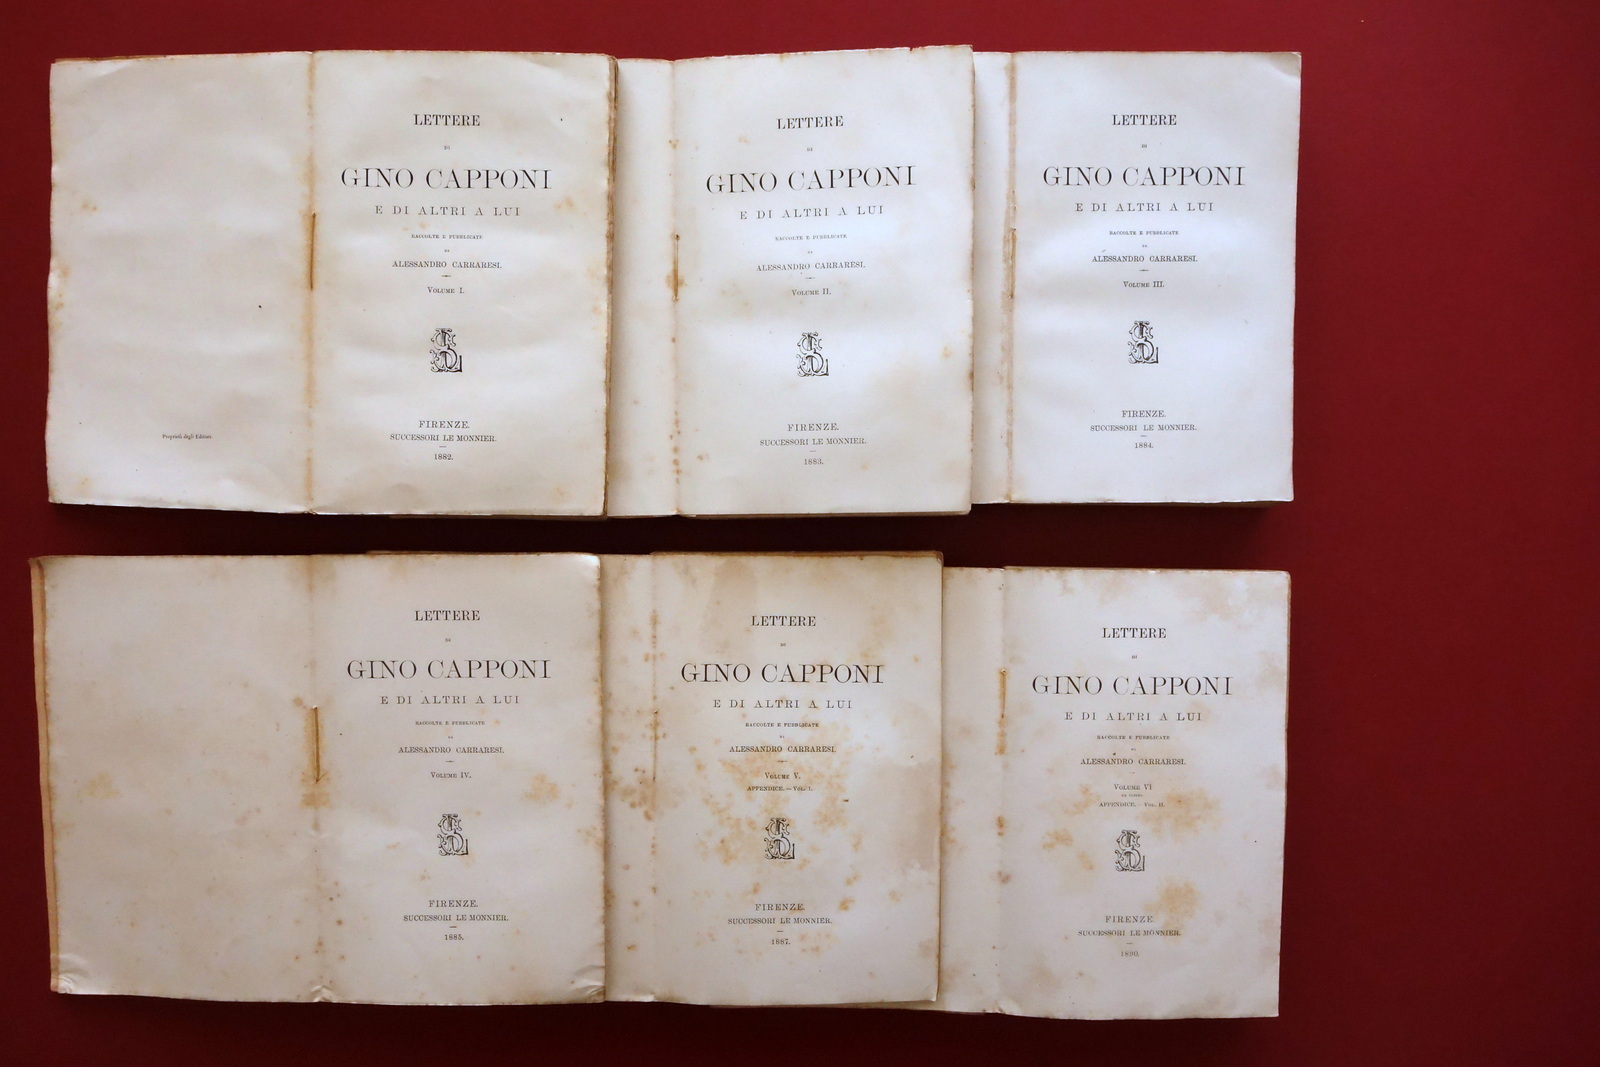 LETTERE
DI
GINO CAPPONI
E DI ALTRI A LUI
RACCOLTE E PUBBLICATE
DA
ALESSANDRO CARRARESI.
VOLUME I.
FIRENZE.
SUCCESSORI LE MONNIER.
1882.
Proprietà degli Editori.
LETTERE
DI
GINO CAPPONI
E DI ALTRI A LUI
RACCOLTE E PUBBLICATE
DA
ALESSANDRO CARRARESI.
VOLUME II.
FIRENZE.
SUCCESSORI LE MONNIER.
1883.
LETTERE
DI
GINO CAPPONI
E DI ALTRI A LUI
RACCOLTE E PUBBLICATE
DA
ALESSANDRO CARRARESI.
VOLUME III.
FIRENZE.
SUCCESSORI LE MONNIER.
1884.
LETTERE
DI
GINO CAPPONI
E DI ALTRI A LUI
RACCOLTE E PUBBLICATE
DA
ALESSANDRO CARRARESI.
VOLUME IV.
FIRENZE.
SUCCESSORI LE MONNIER.
1885.
LETTERE
DI
GINO CAPPONI
E DI ALTRI A LUI
RACCOLTE E PUBBLICATE
DA
ALESSANDRO CARRARESI.
VOLUME V.
APPENDICE. — VOL. I.
FIRENZE.
SUCCESSORI LE MONNIER.
1887.
LETTERE
DI
GINO CAPPONI
E DI ALTRI A LUI
RACCOLTE E PUBBLICATE
DA
ALESSANDRO CARRARESI.
VOLUME VI
APPENDICE. — VOL. II.
FIRENZE.
SUCCESSORI LE MONNIER.
1890.